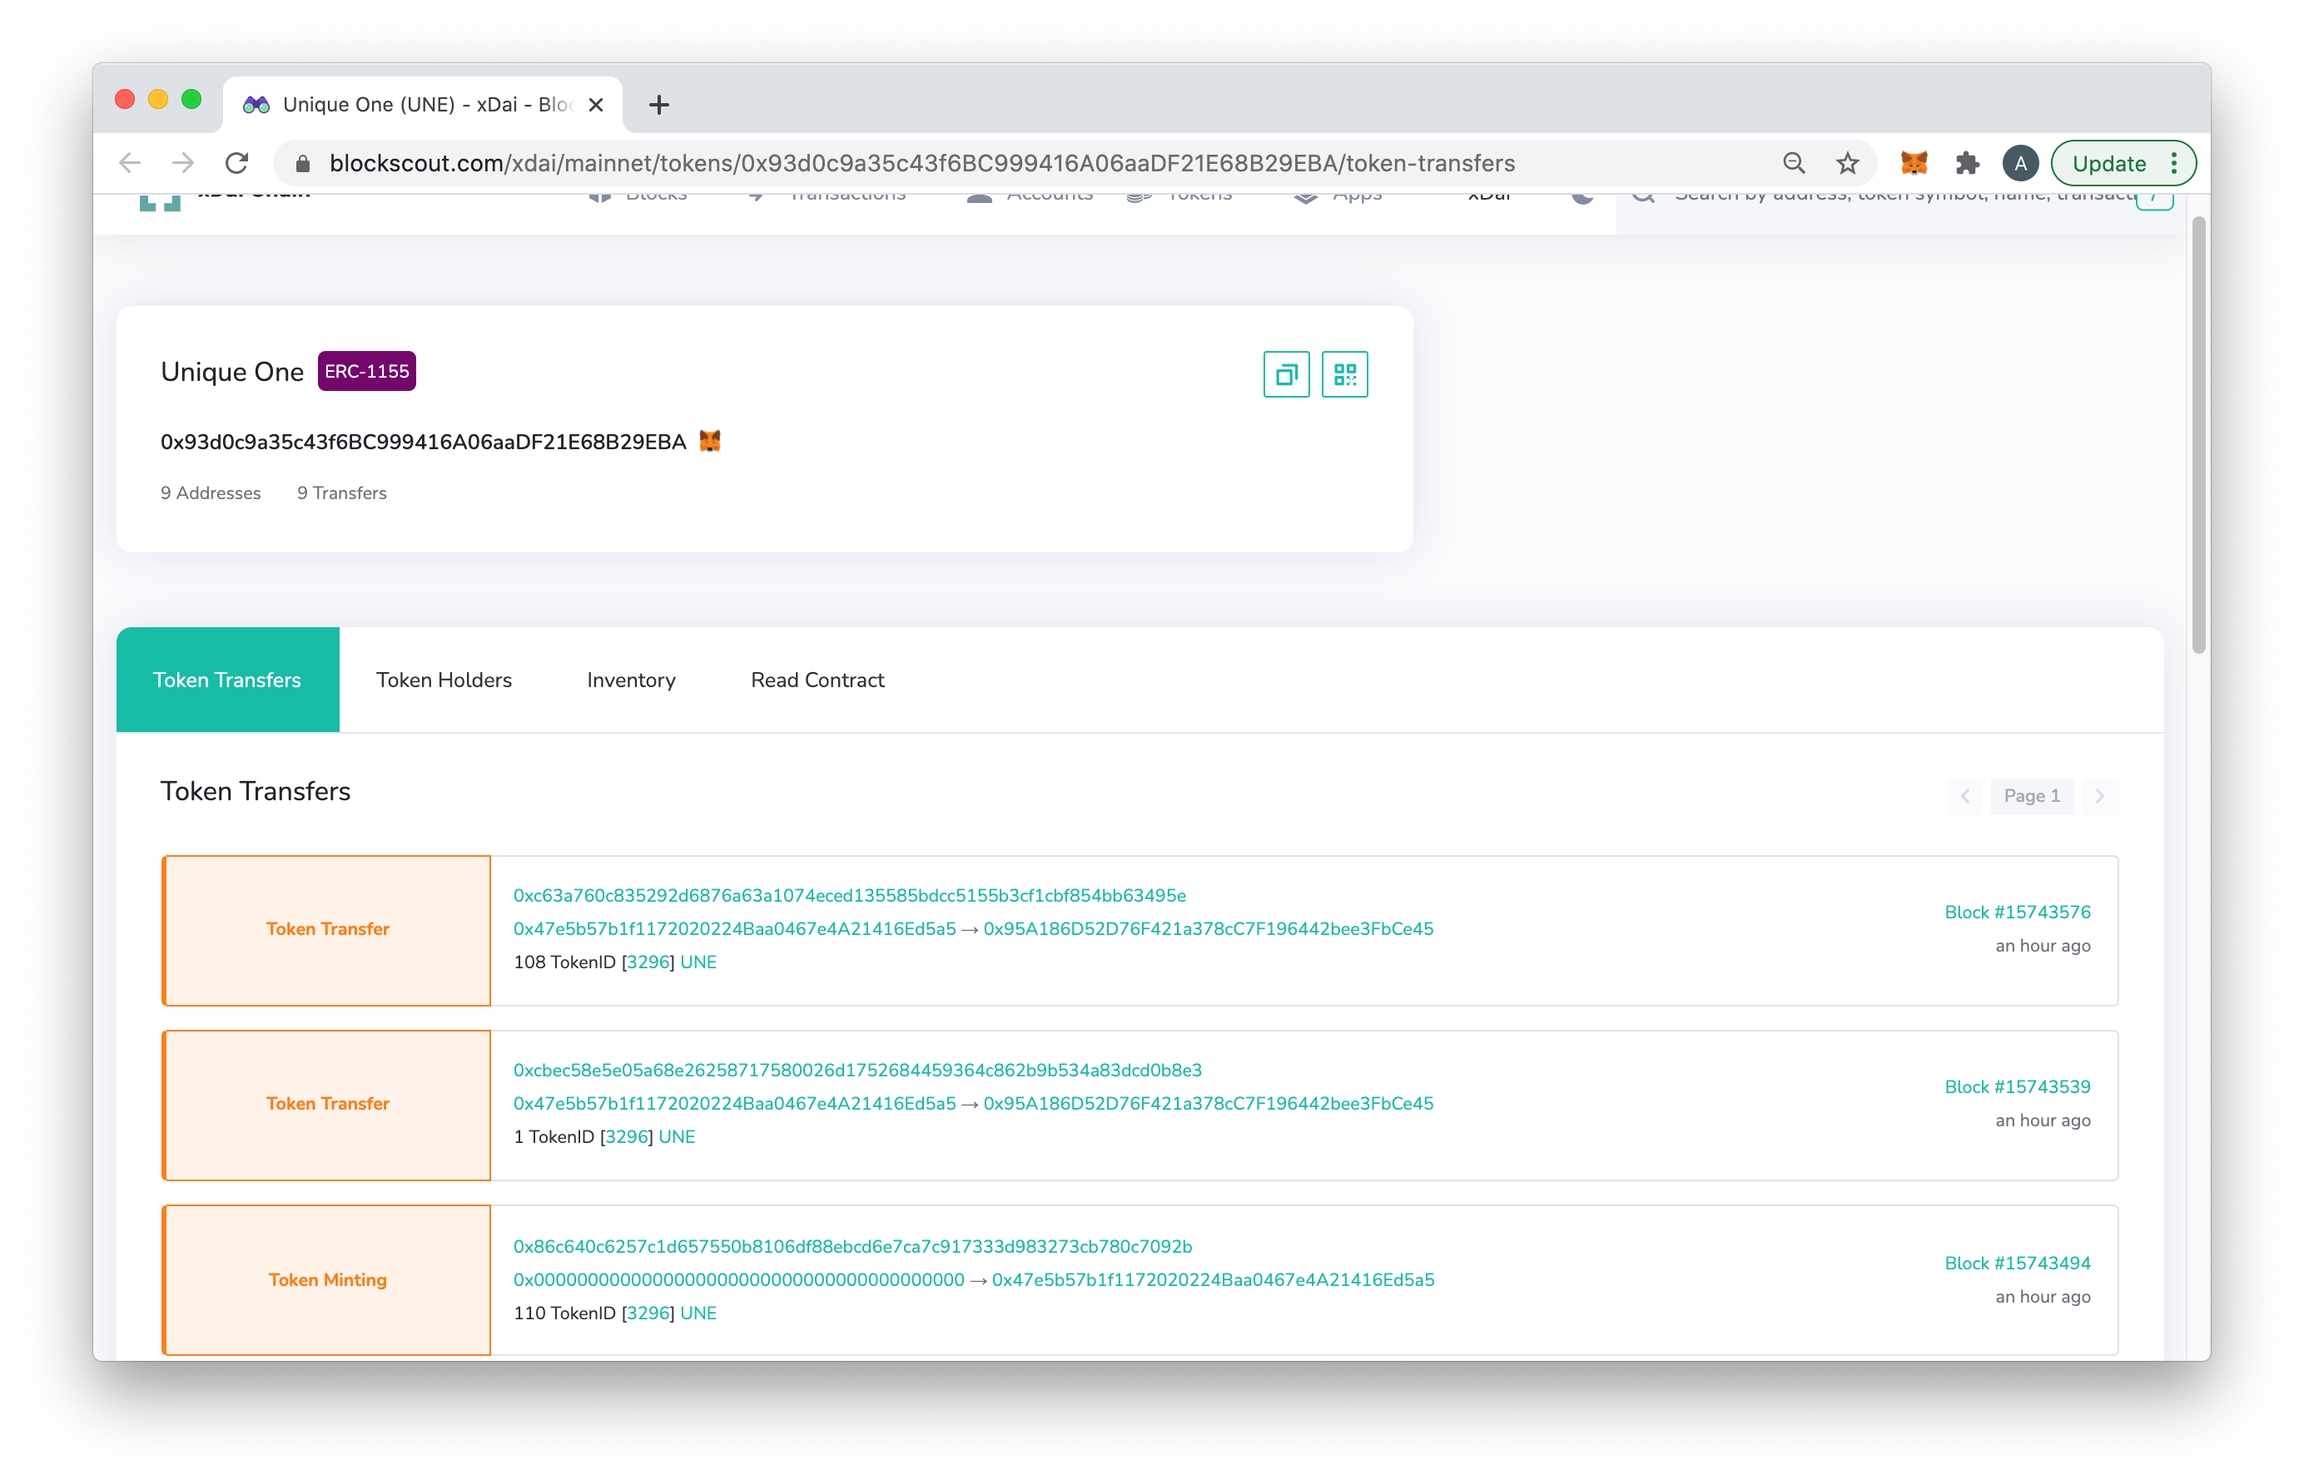 Unique One (UNE) - xDai - Bloc
blockscout.com/xdai/mainnet/tokens/0x93d0c9a35c43f6BC999416A06aaDF21E68B29EBA/token-transfers
A
Update
xDai Chain
Blocks
Transactions
Accounts
Tokens
Apps
xDai
Search by address, token symbol, name, transacti
/
Unique One
ERC-1155
0x93d0c9a35c43f6BC999416A06aaDF21E68B29EBA
9 Addresses
9 Transfers
Token Transfers
Token Holders
Inventory
Read Contract
Token Transfers
Page 1
Token Transfer
0xc63a760c835292d6876a63a1074eced135585bdcc5155b3cf1cbf854bb63495e
0x47e5b57b1f1172020224Baa0467e4A21416Ed5a5 → 0x95A186D52D76F421a378cC7F196442bee3FbCe45
108 TokenID [3296] UNE
Block #15743576
an hour ago
Token Transfer
0xcbec58e5e05a68e26258717580026d1752684459364c862b9b534a83dcd0b8e3
0x47e5b57b1f1172020224Baa0467e4A21416Ed5a5 → 0x95A186D52D76F421a378cC7F196442bee3FbCe45
1 TokenID [3296] UNE
Block #15743539
an hour ago
Token Minting
0x86c640c6257c1d657550b8106df88ebcd6e7ca7c917333d983273cb780c7092b
0x0000000000000000000000000000000000000000 → 0x47e5b57b1f1172020224Baa0467e4A21416Ed5a5
110 TokenID [3296] UNE
Block #15743494
an hour ago